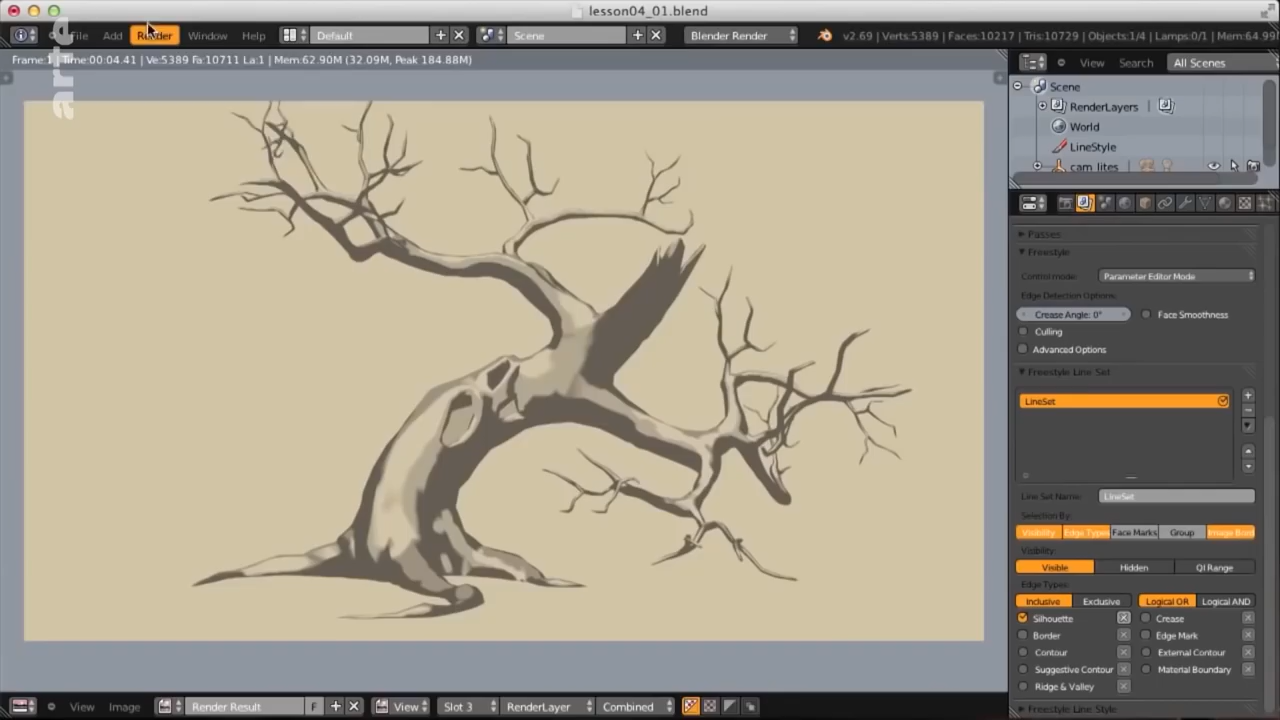 lesson04_01.blend
File Add Render Window Help Default Scene Blender Render v2.69 | Verts:5389 | Faces:10217 | Tris:10729 | Objects:1/4 | Lamps:0/1 | Mem:64.99
Frame:1 Time:00:04.41 | Ve:5389 Fa:10711 La:1 | Mem:62.90M (32.09M, Peak 184.88M)
arte
View Search All Scenes
Scene
RenderLayers
World
LineStyle
cam_lites
Passes
Freestyle
Control mode: Parameter Editor Mode
Edge Detection Options:
Crease Angle: 0° Face Smoothness
Culling
Advanced Options
Freestyle Line Set
LineSet
Line Set Name: LineSet
Selection By:
Visibility Edge Types Face Marks Group Image Bord
Visibility:
Visible Hidden QI Range
Edge Types:
Inclusive Exclusive Logical OR Logical AND
Silhouette Crease
Border Edge Mark
Contour External Contour
Suggestive Contour Material Boundary
Ridge & Valley
Freestyle Line Style
View Image Render Result F View Slot 3 RenderLayer Combined